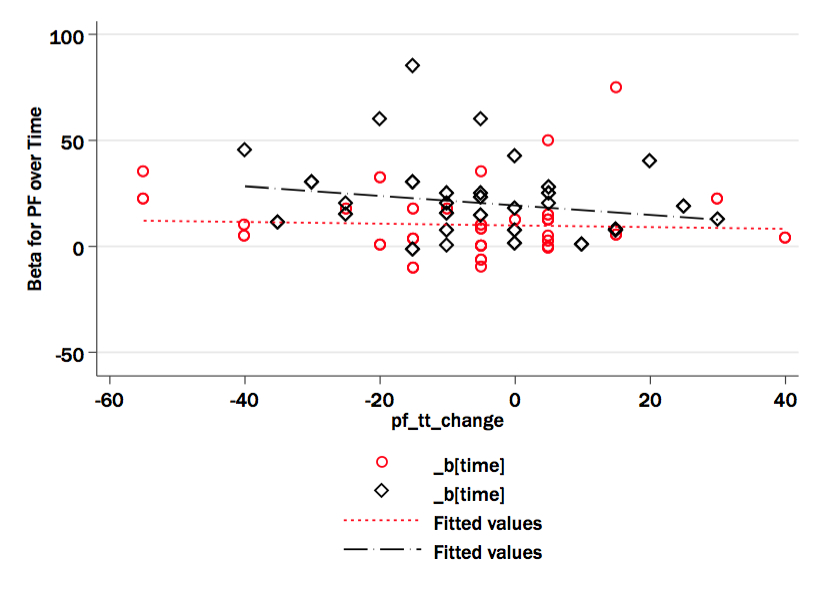 100
50
0
-50
Beta for PF over Time
-60 -40 -20 0 20 40
pf_tt_change
_b[time]
_b[time]
Fitted values
Fitted values